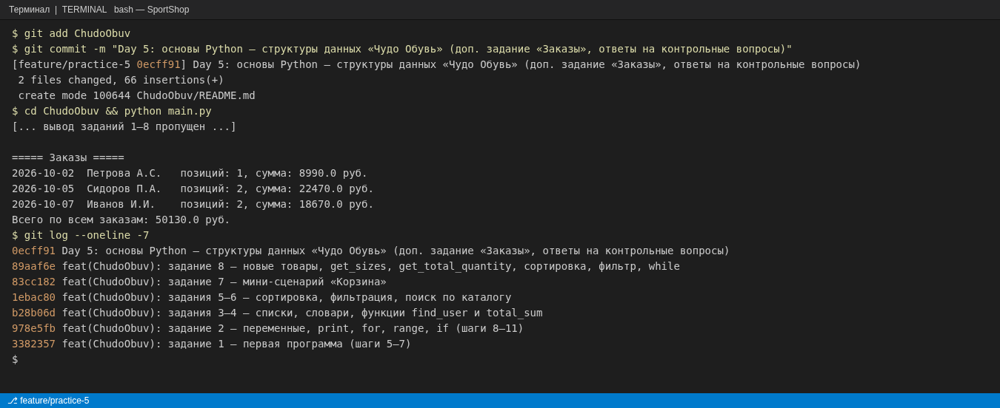 Терминал | TERMINAL bash — SportShop
$ git add ChudoObuv
$ git commit -m "Day 5: основы Python — структуры данных «Чудо Обувь» (доп. задание «Заказы», ответы на контрольные вопросы)"
[feature/practice-5 0ecff91] Day 5: основы Python — структуры данных «Чудо Обувь» (доп. задание «Заказы», ответы на контрольные вопросы)
 2 files changed, 66 insertions(+)
 create mode 100644 ChudoObuv/README.md
$ cd ChudoObuv && python main.py
[... вывод заданий 1–8 пропущен ...]
===== Заказы =====
2026-10-02  Петрова А.С.   позиций: 1, сумма: 8990.0 руб.
2026-10-05  Сидоров П.А.   позиций: 2, сумма: 22470.0 руб.
2026-10-07  Иванов И.И.    позиций: 2, сумма: 18670.0 руб.
Всего по всем заказам: 50130.0 руб.
$ git log --oneline -7
0ecff91 Day 5: основы Python — структуры данных «Чудо Обувь» (доп. задание «Заказы», ответы на контрольные вопросы)
89aaf6e feat(ChudoObuv): задание 8 — новые товары, get_sizes, get_total_quantity, сортировка, фильтр, while
83cc182 feat(ChudoObuv): задание 7 — мини-сценарий «Корзина»
1ebac80 feat(ChudoObuv): задания 5–6 — сортировка, фильтрация, поиск по каталогу
b28b06d feat(ChudoObuv): задания 3–4 — списки, словари, функции find_user и total_sum
978e5fb feat(ChudoObuv): задание 2 — переменные, print, for, range, if (шаги 8–11)
3382357 feat(ChudoObuv): задание 1 — первая программа (шаги 5–7)
$
⎇ feature/practice-5